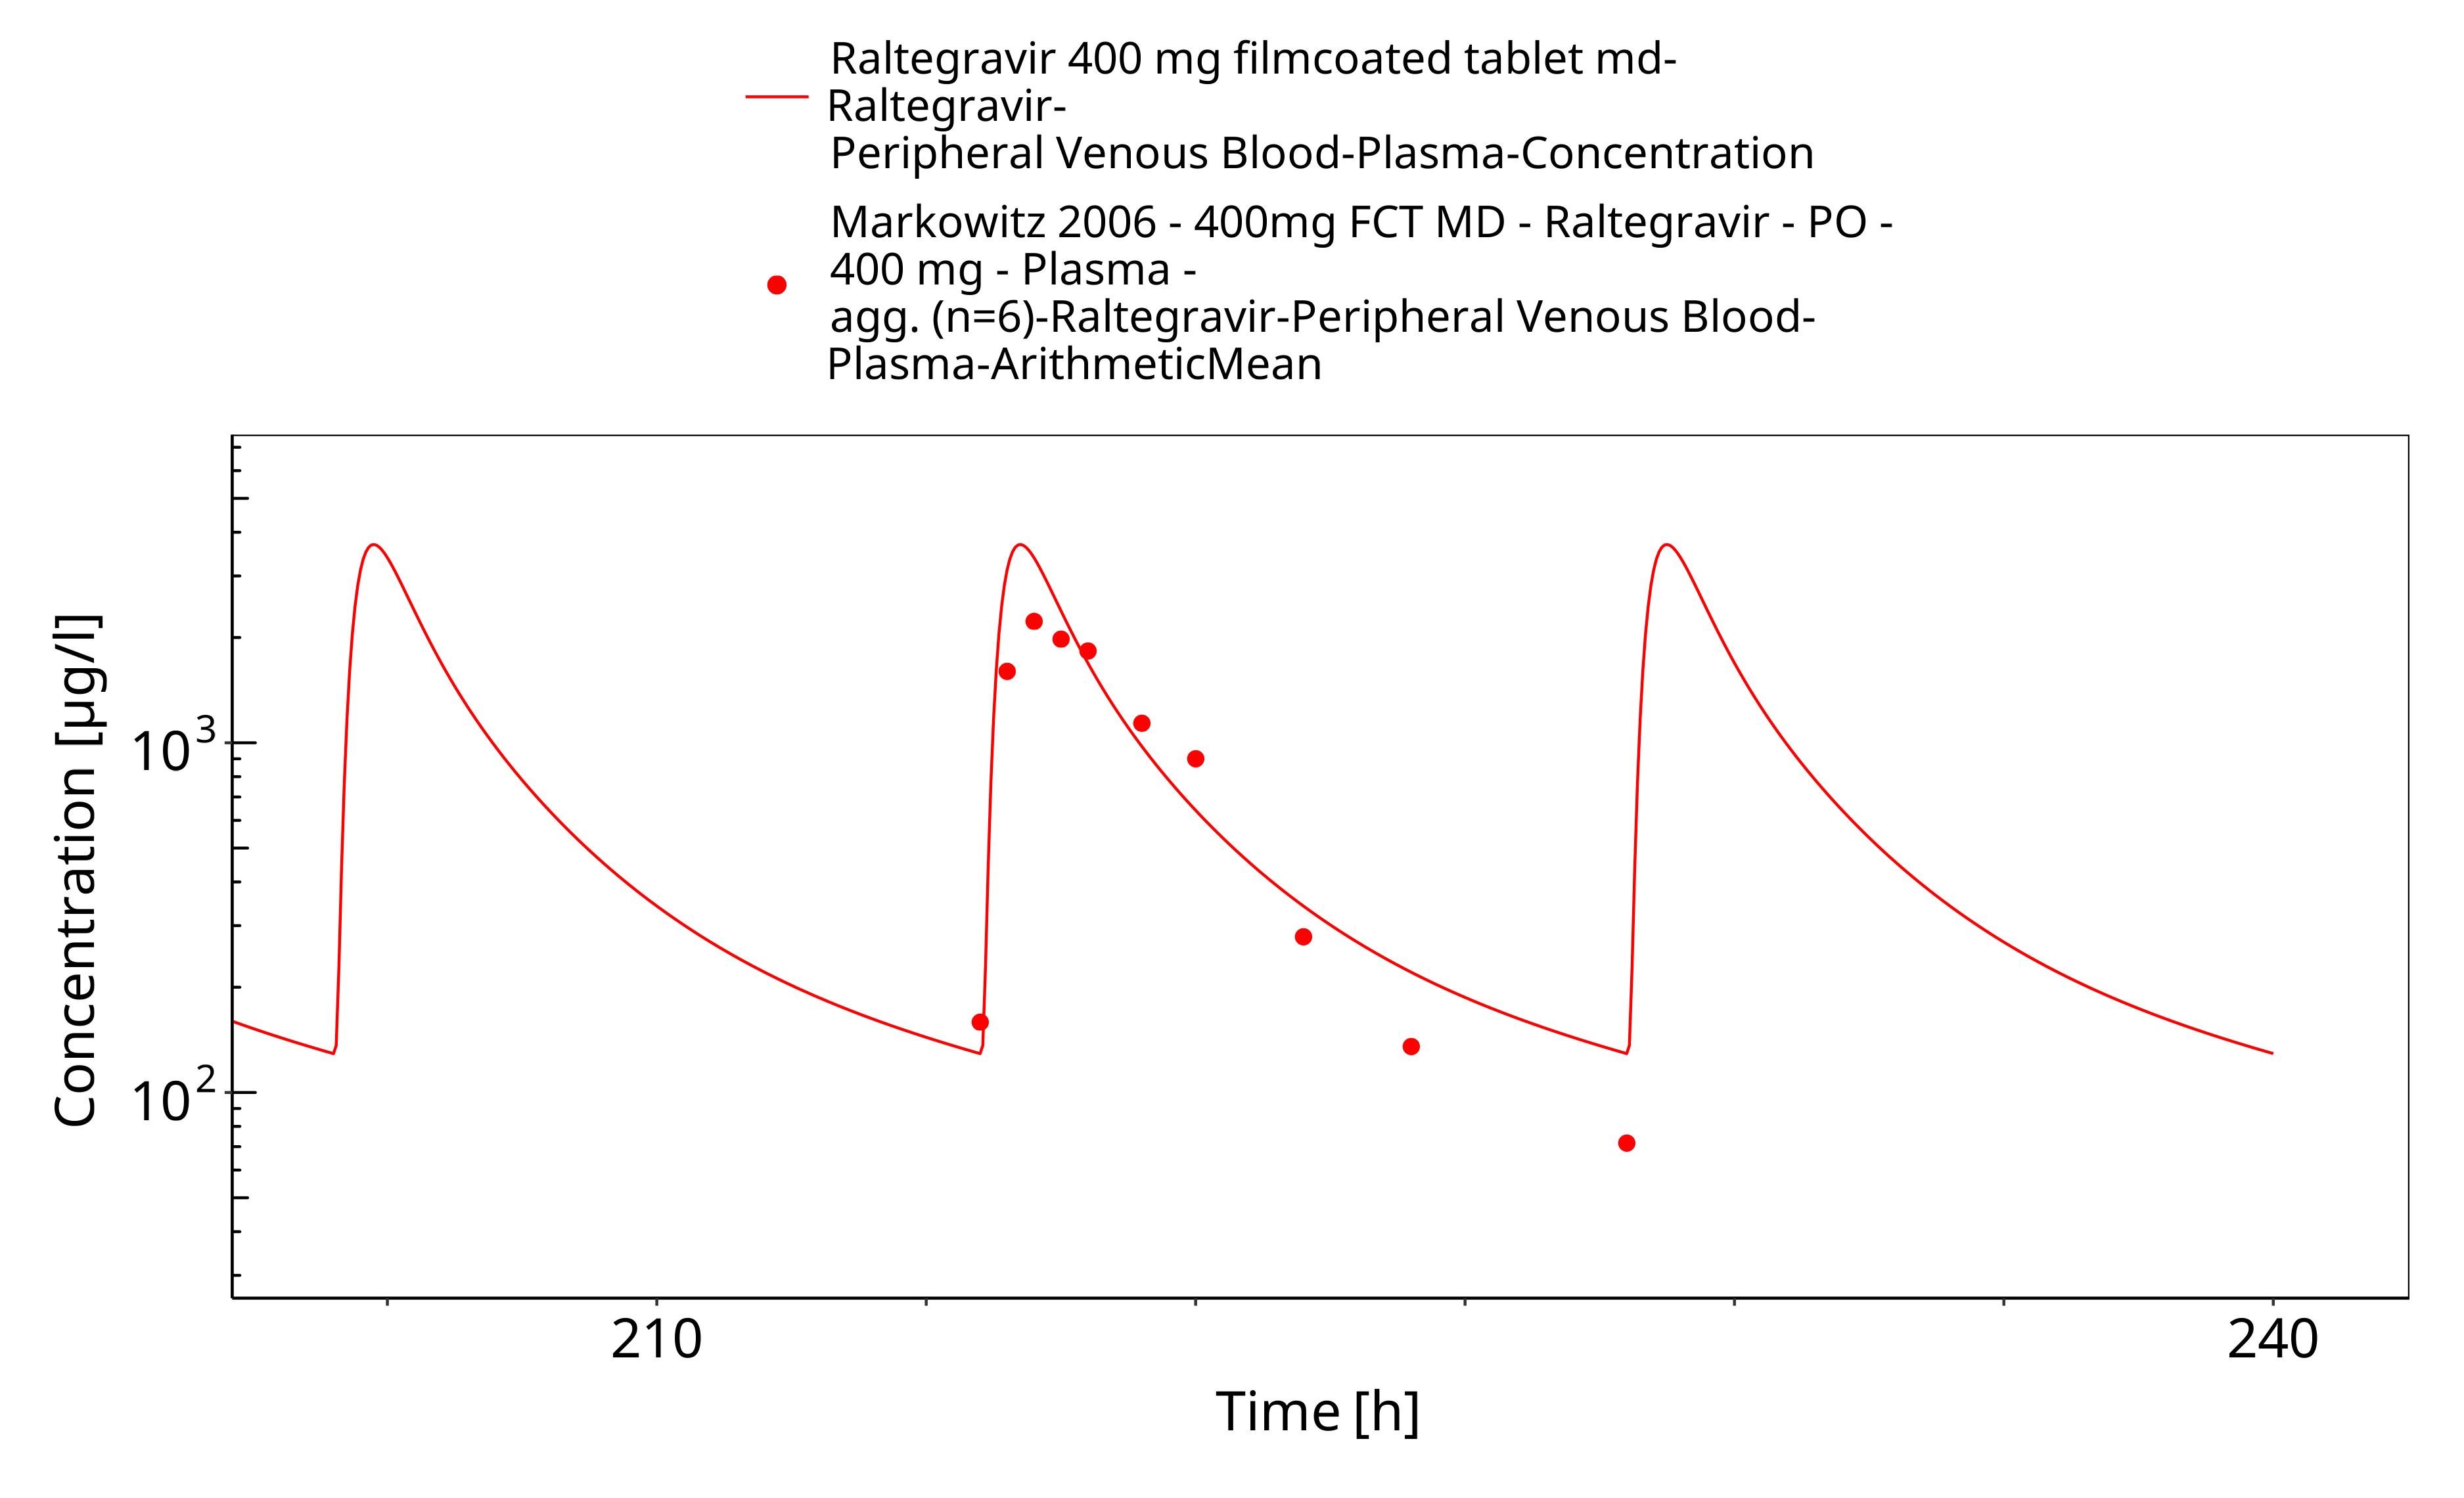 Raltegravir 400 mg filmcoated tablet md-
Raltegravir-
Peripheral Venous Blood-Plasma-Concentration
Markowitz 2006 - 400mg FCT MD - Raltegravir - PO -
400 mg - Plasma -
agg. (n=6)-Raltegravir-Peripheral Venous Blood-
Plasma-ArithmeticMean
Concentration [µg/l]
10³
10²
210
240
Time [h]